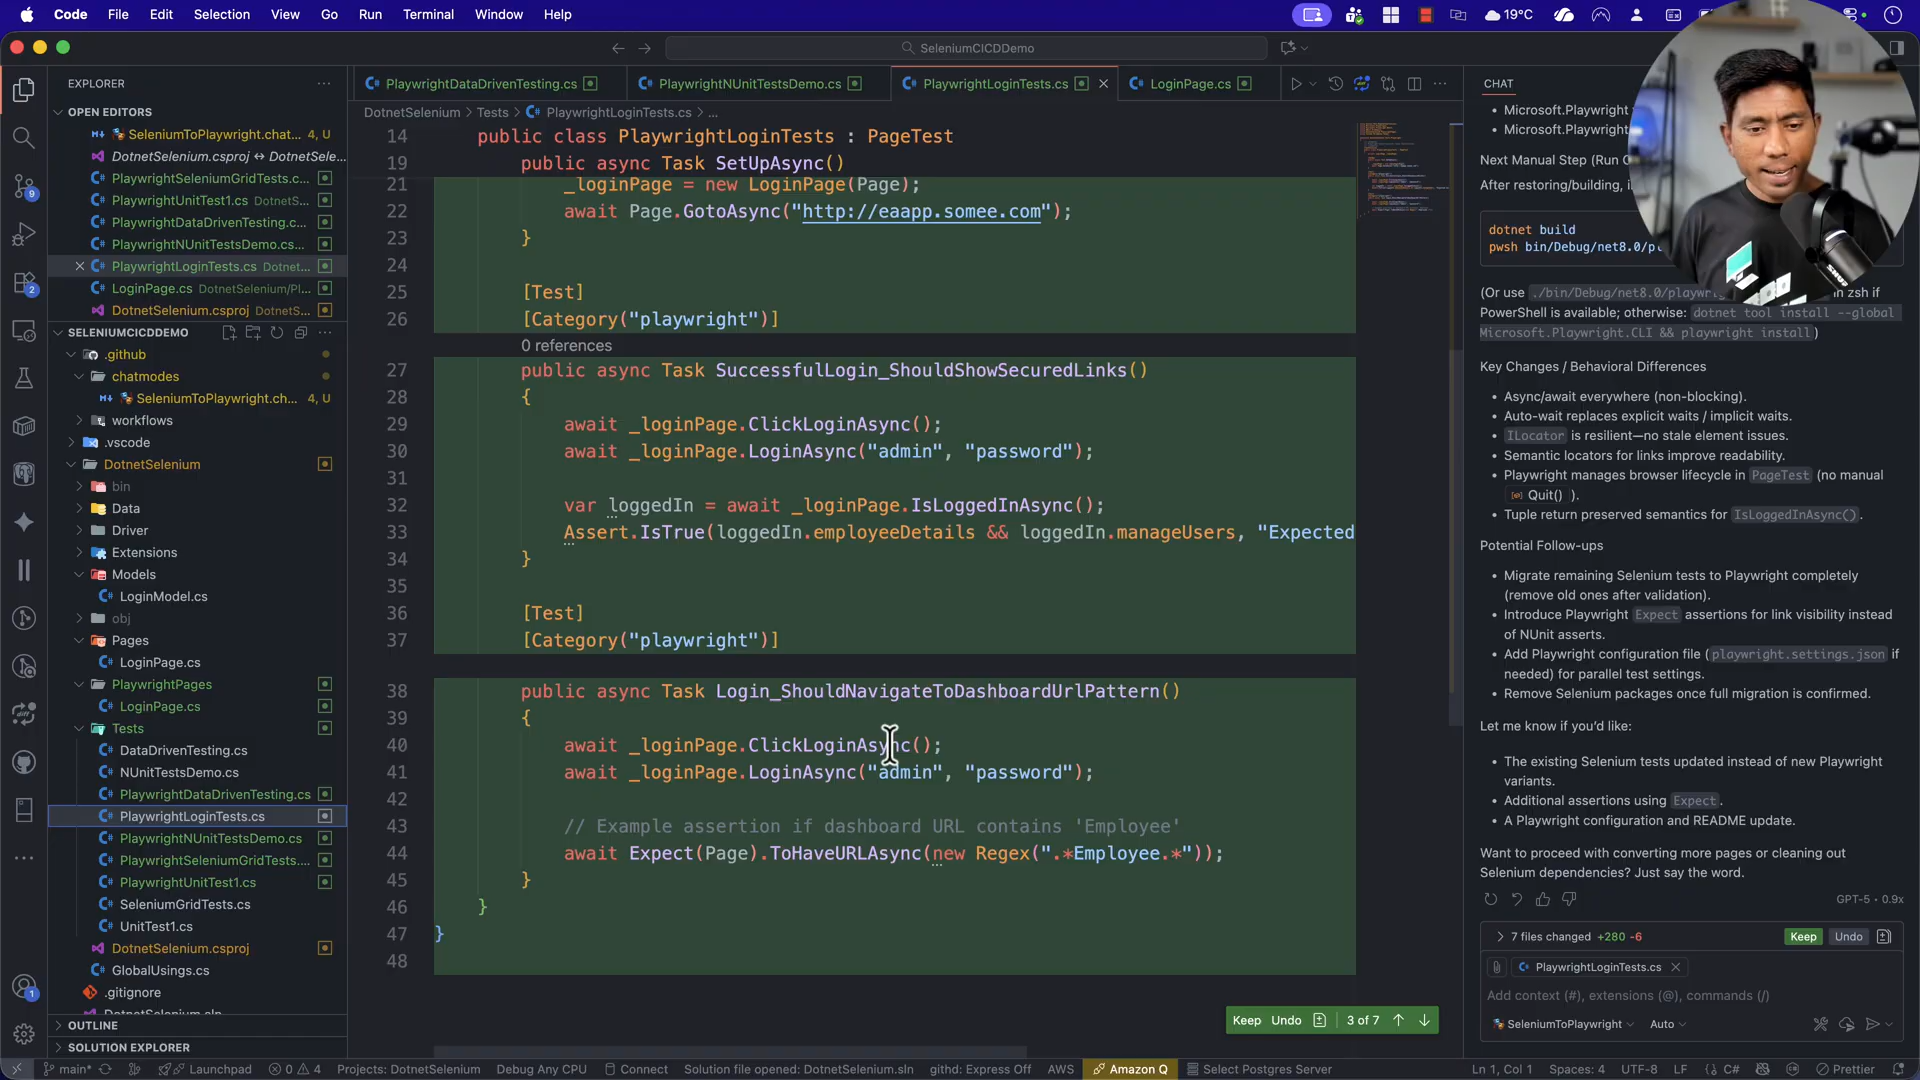 Code File Edit Selection View Go Run Terminal Window Help
19°C
SeleniumCICDDemo
EXPLORER
OPEN EDITORS
SeleniumToPlaywright.chat... 4, U
DotnetSelenium.csproj ↔ DotnetSele...
PlaywrightSeleniumGridTests.c...
PlaywrightUnitTest1.cs DotnetS...
PlaywrightDataDrivenTesting.c...
PlaywrightNUnitTestsDemo.cs...
PlaywrightLoginTests.cs Dotnet...
LoginPage.cs DotnetSelenium/Pl...
DotnetSelenium.csproj DotnetS...
SELENIUMCICDDEMO
.github
chatmodes
SeleniumToPlaywright.ch... 4, U
workflows
.vscode
DotnetSelenium
bin
Data
Driver
Extensions
Models
LoginModel.cs
obj
Pages
LoginPage.cs
PlaywrightPages
LoginPage.cs
Tests
DataDrivenTesting.cs
NUnitTestsDemo.cs
PlaywrightDataDrivenTesting.cs
PlaywrightLoginTests.cs
PlaywrightNUnitTestsDemo.cs
PlaywrightSeleniumGridTests....
PlaywrightUnitTest1.cs
SeleniumGridTests.cs
UnitTest1.cs
DotnetSelenium.csproj
GlobalUsings.cs
.gitignore
OUTLINE
SOLUTION EXPLORER
9
2
1
PlaywrightDataDrivenTesting.cs
PlaywrightNUnitTestsDemo.cs
PlaywrightLoginTests.cs
LoginPage.cs
DotnetSelenium > Tests > PlaywrightLoginTests.cs > ...
14 public class PlaywrightLoginTests : PageTest
19 public async Task SetUpAsync()
21 _loginPage = new LoginPage(Page);
22 await Page.GotoAsync("http://eaapp.somee.com");
23 }
24
25 [Test]
26 [Category("playwright")]
0 references
27 public async Task SuccessfulLogin_ShouldShowSecuredLinks()
28 {
29 await _loginPage.ClickLoginAsync();
30 await _loginPage.LoginAsync("admin", "password");
31
32 var loggedIn = await _loginPage.IsLoggedInAsync();
33 Assert.IsTrue(loggedIn.employeeDetails && loggedIn.manageUsers, "Expected
34 }
35
36 [Test]
37 [Category("playwright")]
38 public async Task Login_ShouldNavigateToDashboardUrlPattern()
39 {
40 await _loginPage.ClickLoginAsync();
41 await _loginPage.LoginAsync("admin", "password");
42
43 // Example assertion if dashboard URL contains 'Employee'
44 await Expect(Page).ToHaveURLAsync(new Regex(".*Employee.*"));
45 }
46 }
47 }
48
Keep Undo 3 of 7
CHAT
• Microsoft.Playwright
• Microsoft.Playwright
Next Manual Step (Run
After restoring/building, i
dotnet build
pwsh bin/Debug/net8.0/pl
(Or use ./bin/Debug/net8.0/playwr in zsh if
PowerShell is available; otherwise: dotnet tool install --global
Microsoft.Playwright.CLI && playwright install)
Key Changes / Behavioral Differences
• Async/await everywhere (non-blocking).
• Auto-wait replaces explicit waits / implicit waits.
• ILocator is resilient—no stale element issues.
• Semantic locators for links improve readability.
• Playwright manages browser lifecycle in PageTest (no manual
Quit() ).
• Tuple return preserved semantics for IsLoggedInAsync().
Potential Follow-ups
• Migrate remaining Selenium tests to Playwright completely
(remove old ones after validation).
• Introduce Playwright Expect assertions for link visibility instead
of NUnit asserts.
• Add Playwright configuration file (playwright.settings.json if
needed) for parallel test settings.
• Remove Selenium packages once full migration is confirmed.
Let me know if you'd like:
• The existing Selenium tests updated instead of new Playwright
variants.
• Additional assertions using Expect.
• A Playwright configuration and README update.
Want to proceed with converting more pages or cleaning out
Selenium dependencies? Just say the word.
GPT-5 • 0.9x
7 files changed +280 -6 Keep Undo
PlaywrightLoginTests.cs
Add context (#), extensions (@), commands (/)
SeleniumToPlaywright Auto
main* Launchpad 0 4 Projects: DotnetSelenium Debug Any CPU Connect Solution file opened: DotnetSelenium.sln githd: Express Off AWS Amazon Q Select Postgres Server Ln 1, Col 1 Spaces: 4 UTF-8 LF C# Prettier